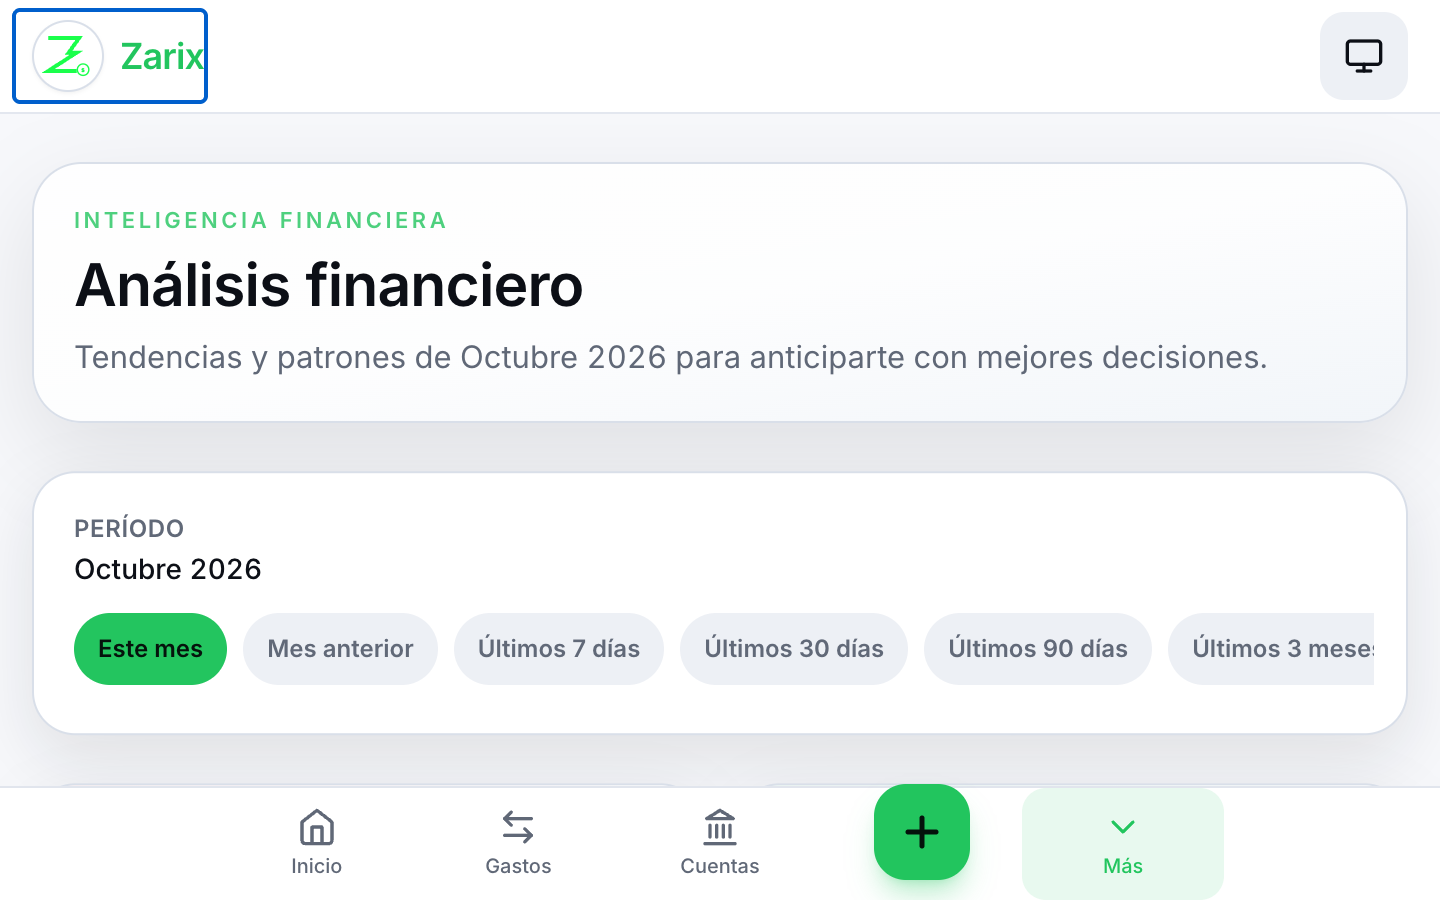 Zarix
INTELIGENCIA FINANCIERA
Análisis financiero
Tendencias y patrones de Octubre 2026 para anticiparte con mejores decisiones.
PERÍODO
Octubre 2026
Este mes
Mes anterior
Últimos 7 días
Últimos 30 días
Últimos 90 días
Últimos 3 meses
Inicio
Gastos
Cuentas
Más